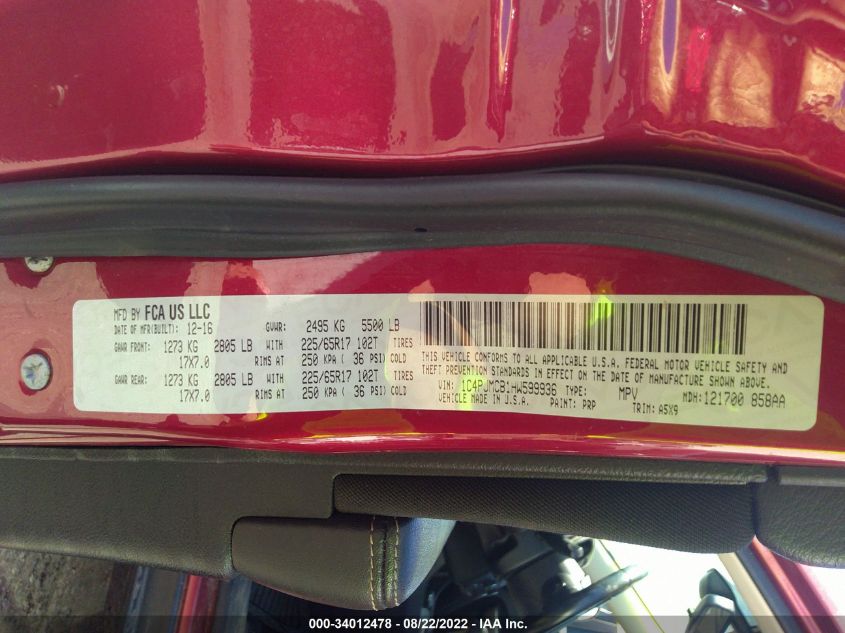 MFD BY FCA US LLC
DATE OF MFR(BUILT): 12-16 GVWR: 2495 KG 5500 LB
GAWR FRONT: 1273 KG 2805 LB WITH 225/65R17 102T TIRES
17X7.0 RIMS AT 250 KPA ( 36 PSI) COLD
GAWR REAR: 1273 KG 2805 LB WITH 225/65R17 102T TIRES
17X7.0 RIMS AT 250 KPA ( 36 PSI) COLD
THIS VEHICLE CONFORMS TO ALL APPLICABLE U.S.A. FEDERAL MOTOR VEHICLE SAFETY AND
THEFT PREVENTION STANDARDS IN EFFECT ON THE DATE OF MANUFACTURE SHOWN ABOVE.
VIN: 1C4PJMCB1HW599936 TYPE: MPV MDH: 121700 858AA
VEHICLE MADE IN U.S.A. PAINT: PRP TRIM: A5X9
000-34012478 - 08/22/2022 - IAA Inc.